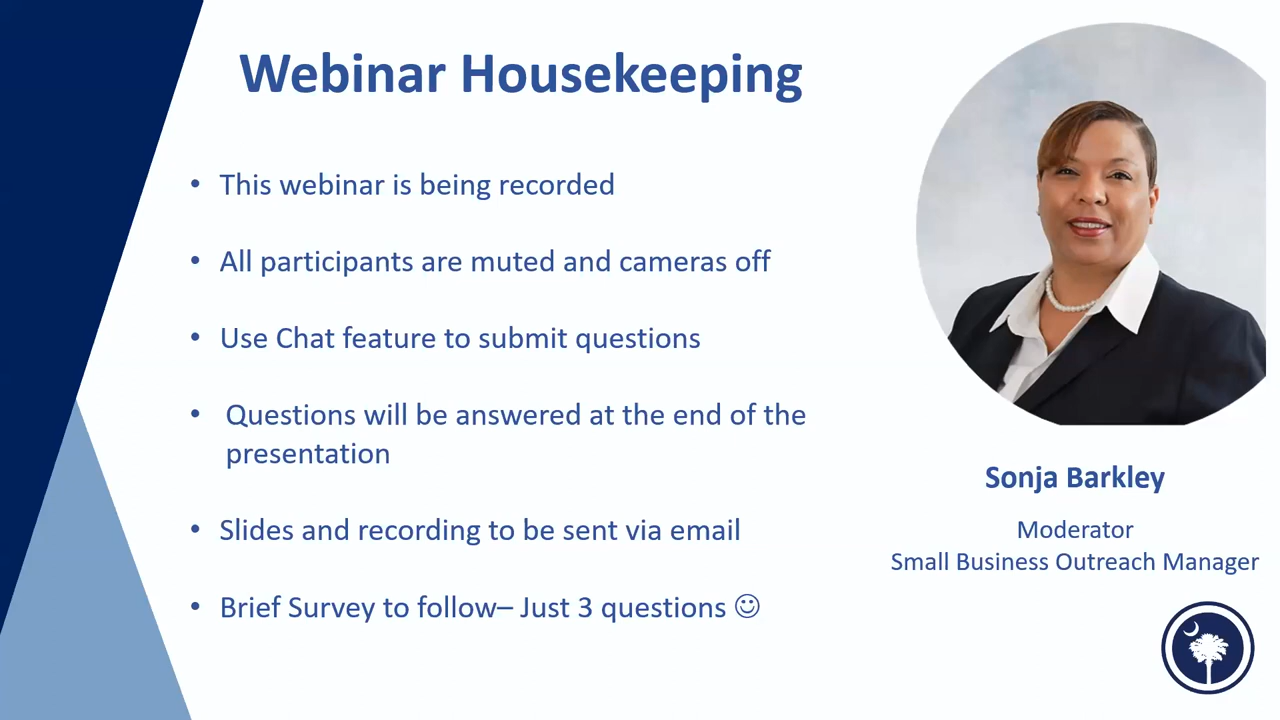 Webinar Housekeeping
• This webinar is being recorded
• All participants are muted and cameras off
• Use Chat feature to submit questions
• Questions will be answered at the end of the
presentation
• Slides and recording to be sent via email
• Brief Survey to follow– Just 3 questions ☺
Sonja Barkley
Moderator
Small Business Outreach Manager